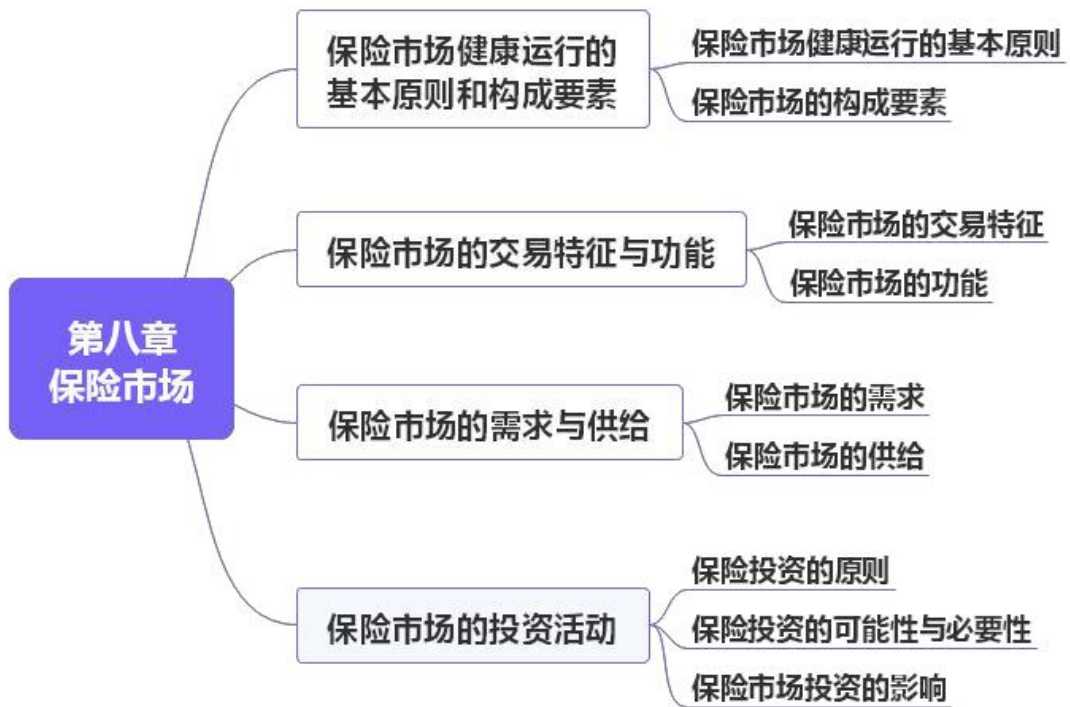 第八章
保险市场
保险市场健康运行的
基本原则和构成要素
保险市场健康运行的基本原则
保险市场的构成要素
保险市场的交易特征与功能
保险市场的交易特征
保险市场的功能
保险市场的需求与供给
保险市场的需求
保险市场的供给
保险市场的投资活动
保险投资的原则
保险投资的可能性与必要性
保险市场投资的影响